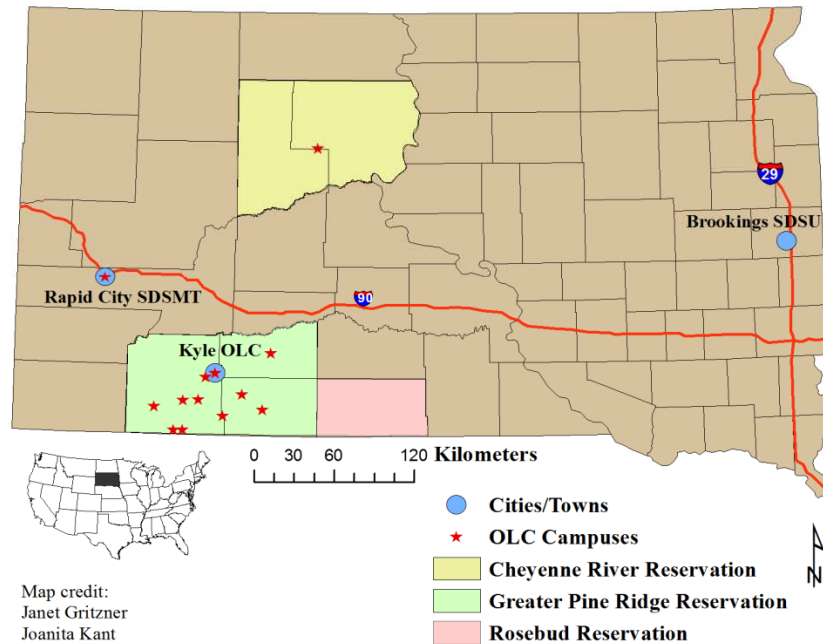 29
Brookings SDSU
Rapid City SDSMT
90
Kyle OLC
Kilometers
0 30 60 120
Cities/Towns
OLC Campuses
Cheyenne River Reservation
Greater Pine Ridge Reservation
Rosebud Reservation
N
Map credit:
Janet Gritzner
Joanita Kant